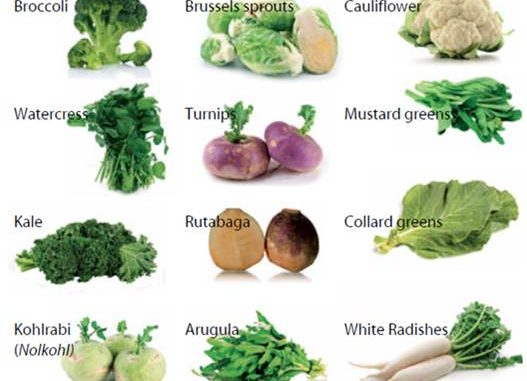 Broccoli
Brussels sprouts
Cauliflower
Watercress
Turnips
Mustard greens
Kale
Rutabaga
Collard greens
Kohlrabi
(Nolkohl)
Arugula
White Radishes